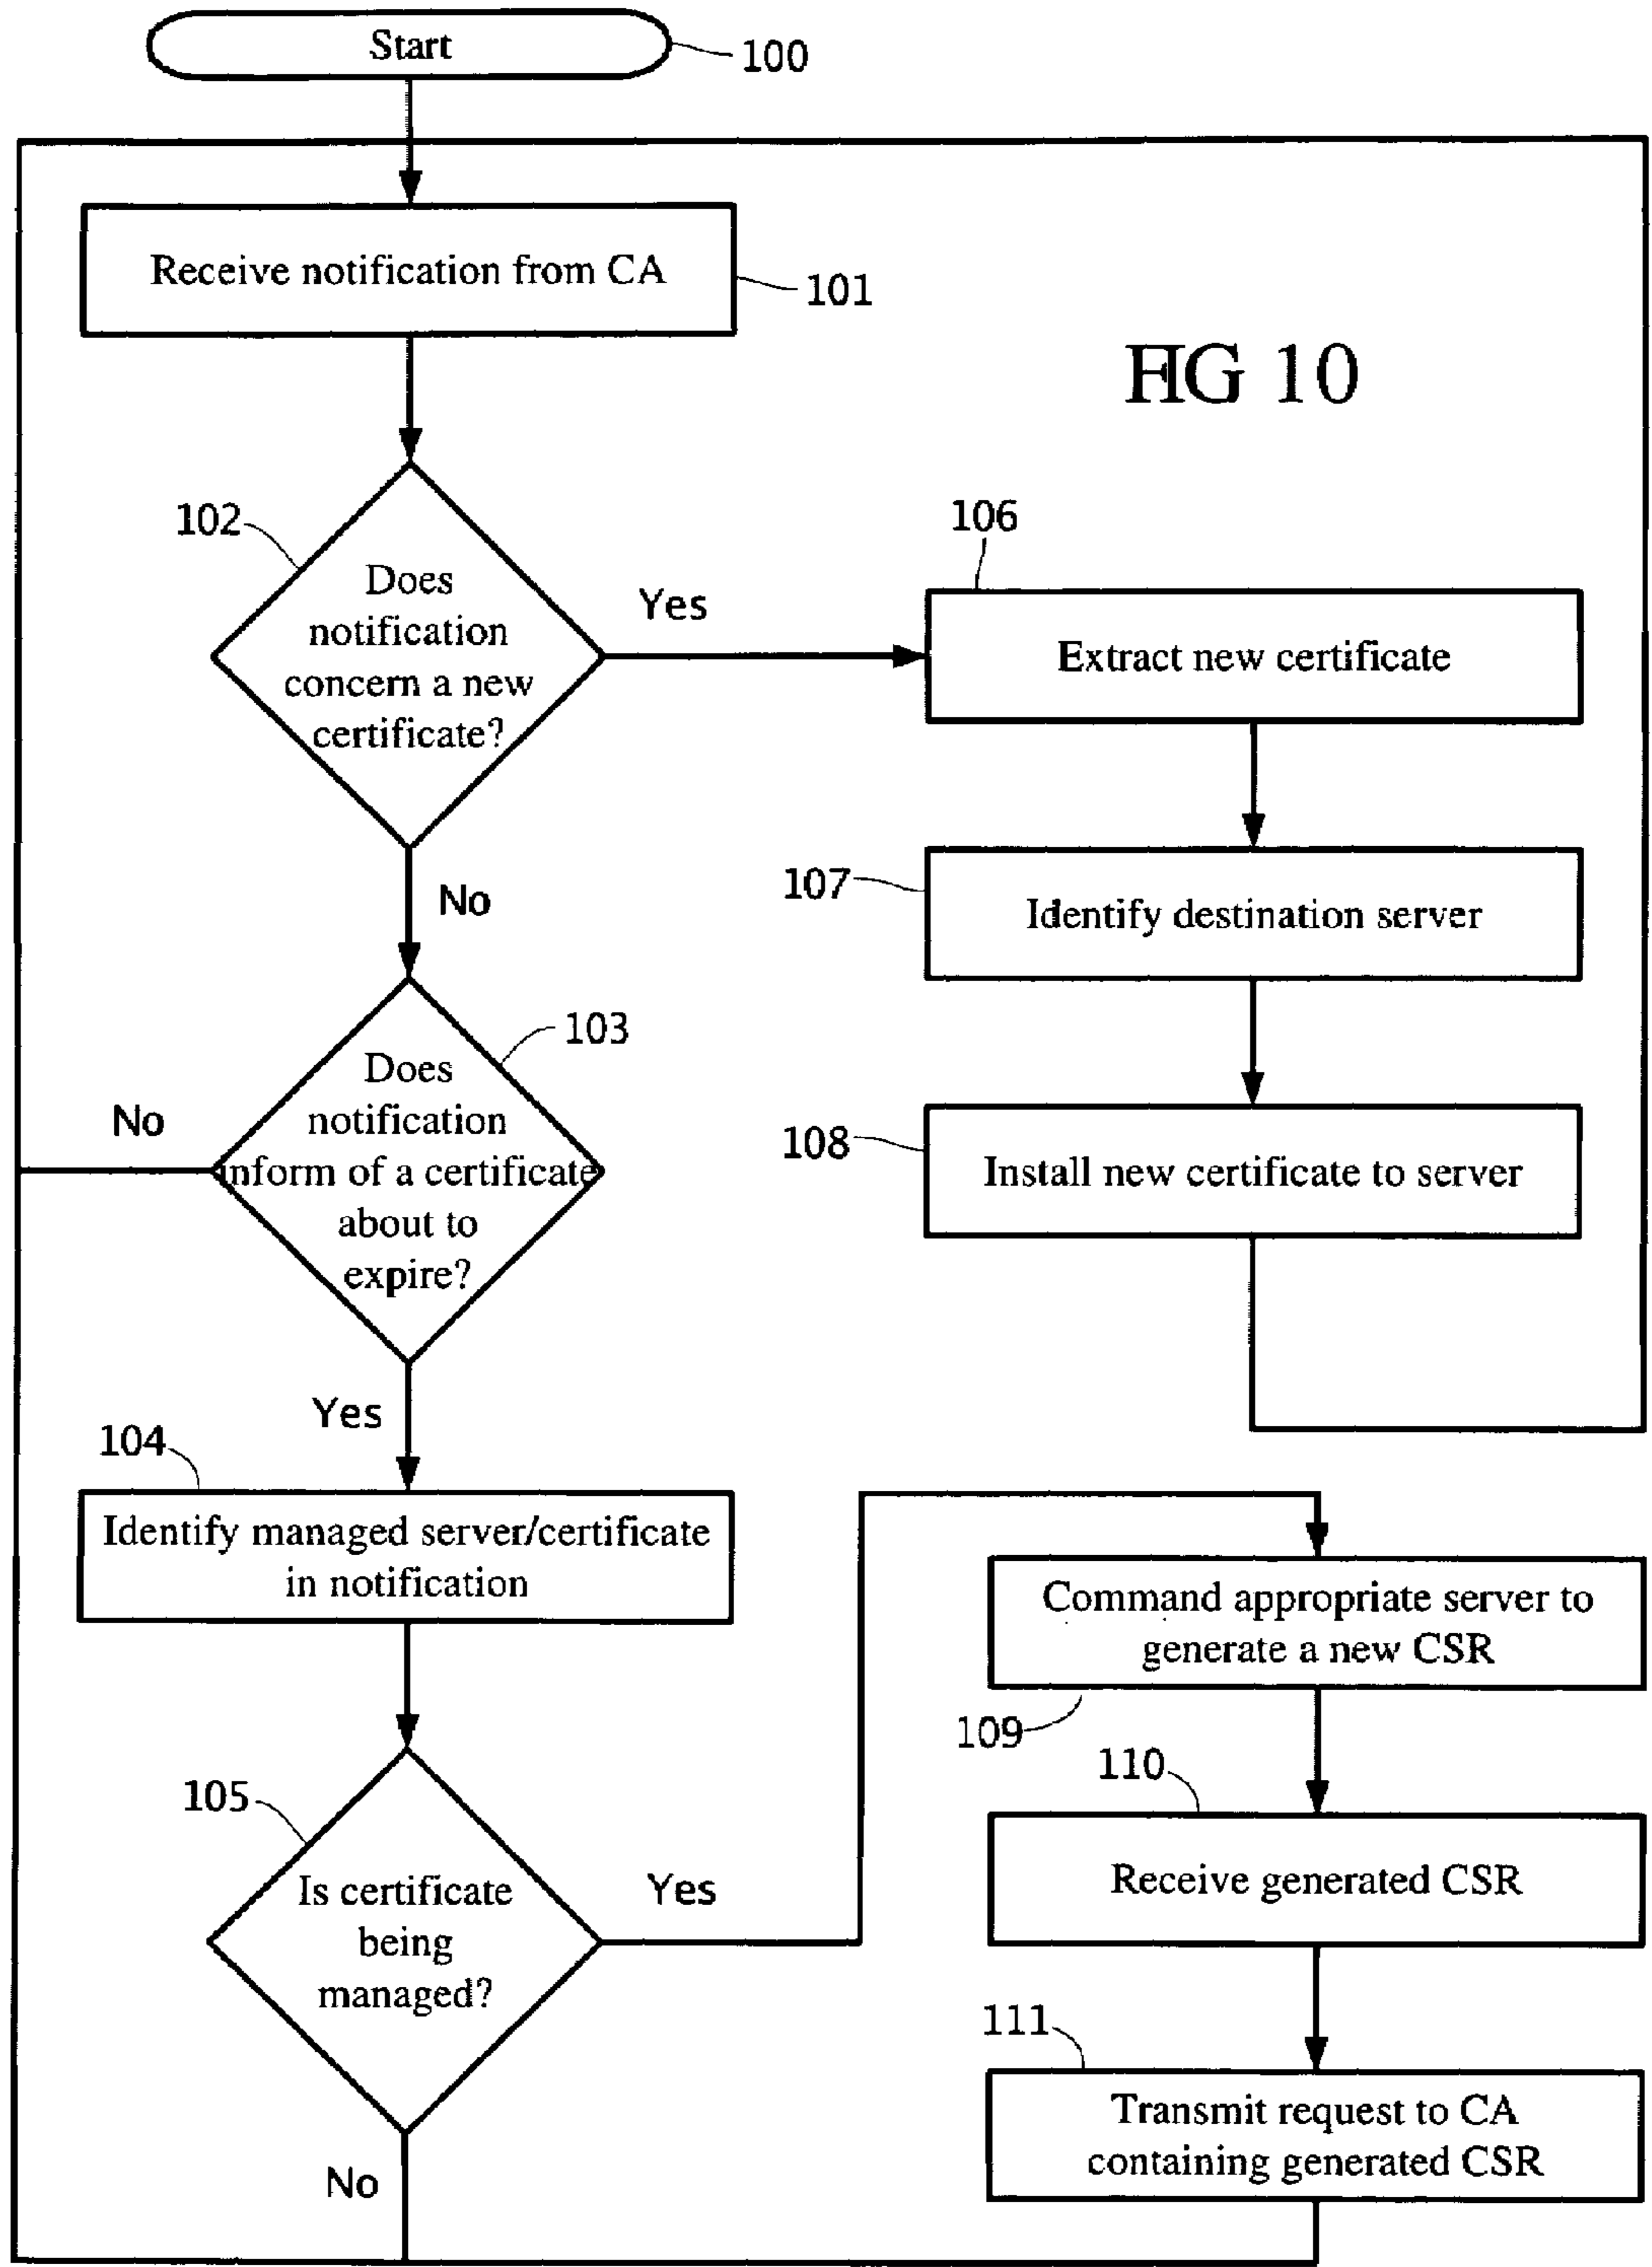 Start
100
Receive notification from CA
101
FIG 10
102
Does
notification
concern a new
certificate?
Yes
No
106
Extract new certificate
107
Identify destination server
108
Install new certificate to server
103
Does
notification
inform of a certificate
about to
expire?
No
Yes
104
Identify managed server/certificate
in notification
105
Is certificate
being
managed?
Yes
No
Command appropriate server to
generate a new CSR
109
110
Receive generated CSR
111
Transmit request to CA
containing generated CSR